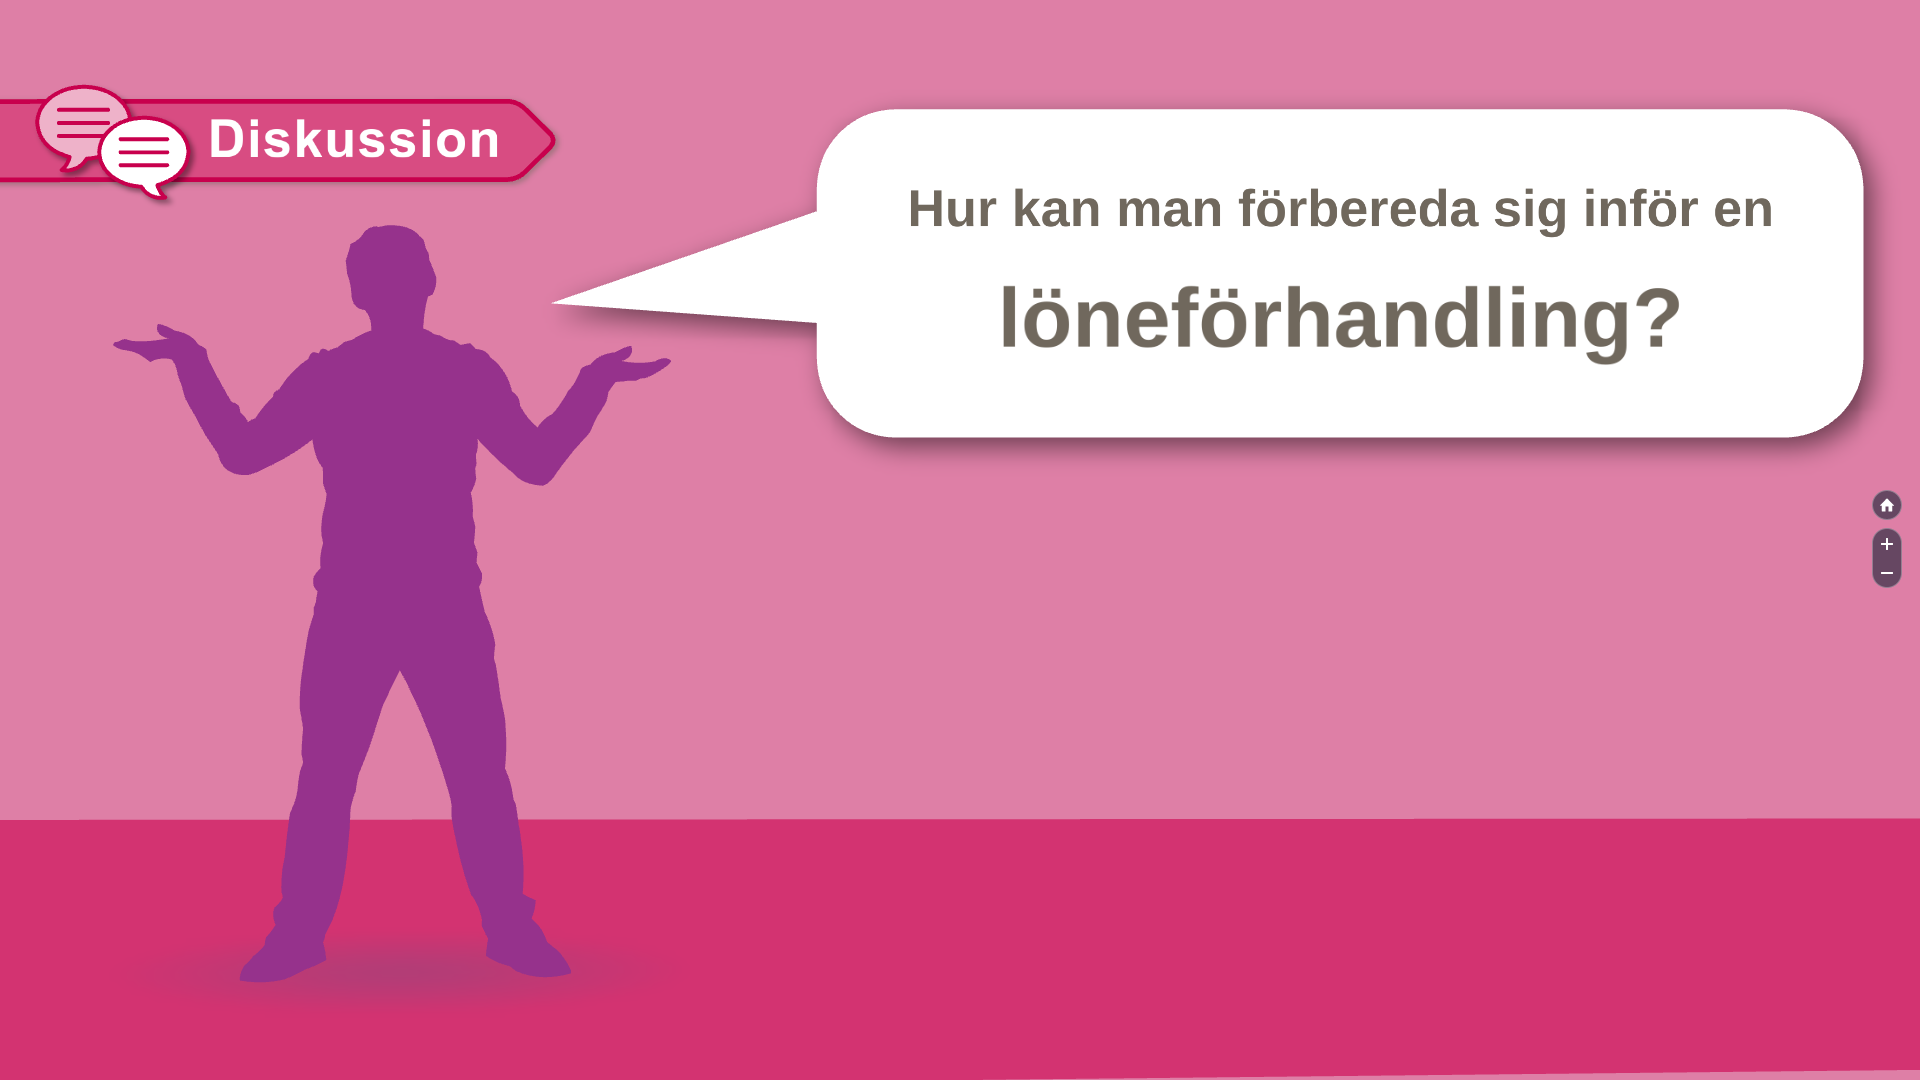 Diskussion
Hur kan man förbereda sig inför en
löneförhandling?